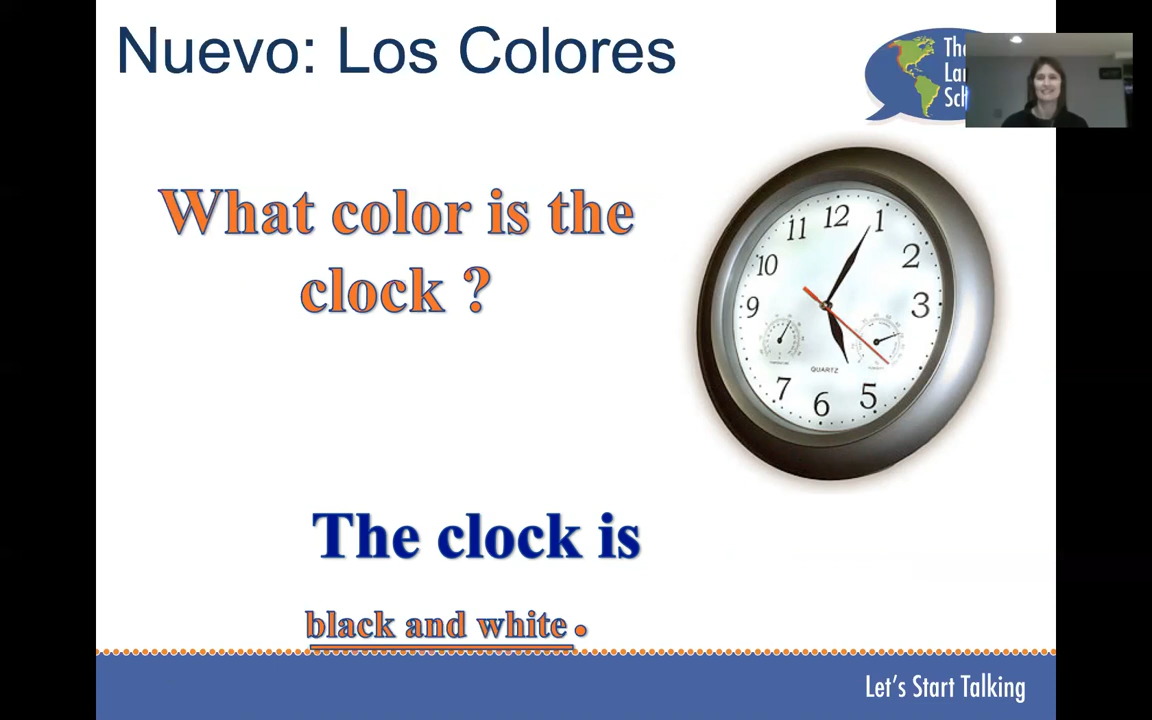 Nuevo: Los Colores
The
What color is the
clock ?
12
1
11
2
10
3
9
QUARTZ
7
5
6
The clock is
black and white.
Let's Start Talking